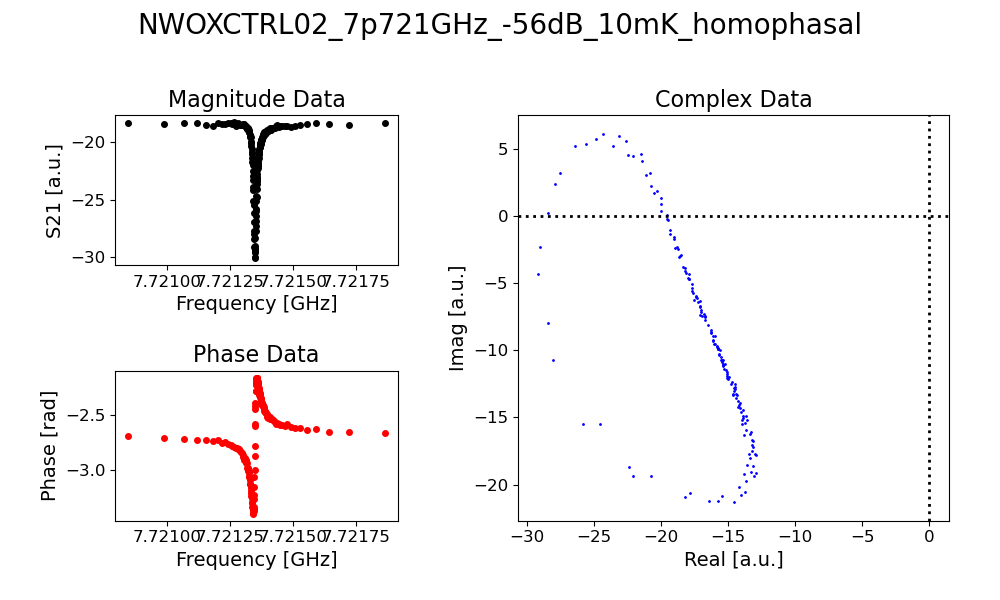 NWOXCTRL02_7p721GHz_-56dB_10mK_homophasal
Magnitude Data
S21 [a.u.]
−20
−25
−30
7.72100 7.72125 7.72150 7.72175
Frequency [GHz]
Phase Data
Phase [rad]
−2.5
−3.0
7.72100 7.72125 7.72150 7.72175
Frequency [GHz]
Complex Data
Imag [a.u.]
5
0
−5
−10
−15
−20
−30 −25 −20 −15 −10 −5 0
Real [a.u.]